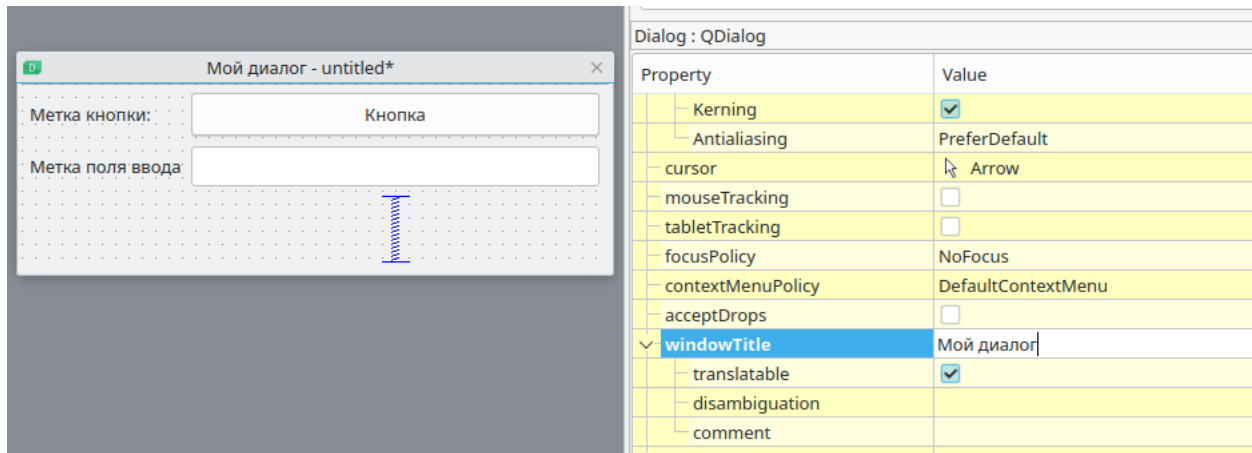 Мой диалог - untitled*
Метка кнопки:
Кнопка
Метка поля ввода
Dialog : QDialog
Property Value
Kerning
Antialiasing PreferDefault
cursor Arrow
mouseTracking
tabletTracking
focusPolicy NoFocus
contextMenuPolicy DefaultContextMenu
acceptDrops
windowTitle Мой диалог
translatable
disambiguation
comment